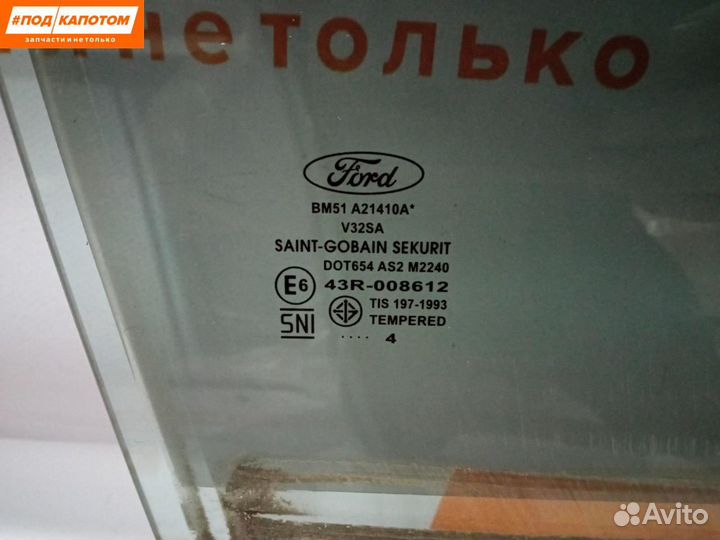 #ПОД КАПОТОМ
запчасти и не только
не только
Ford
BM51 A21410A*
V32SA
SAINT-GOBAIN SEKURIT
DOT654 AS2 M2240
E6 43R-008612
TIS 197-1993
SNI TEMPERED
.... 4
Avito